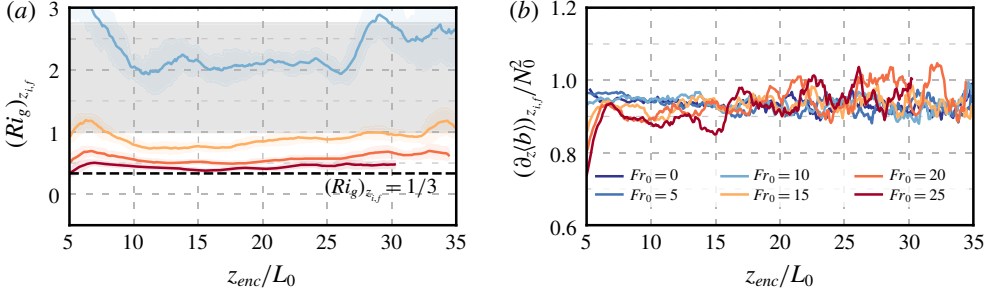 (a)
3
2
1
0
(Ri_g)_{z_{i,f}}
(Ri_g)_{z_{i,f}} = 1/3
5 10 15 20 25 30 35
z_{enc}/L_0
(b)
1.2
1.0
0.8
0.6
(∂_z⟨b⟩)_{z_{i,f}}/N_0^2
Fr_0 = 0 Fr_0 = 10 Fr_0 = 20
Fr_0 = 5 Fr_0 = 15 Fr_0 = 25
5 10 15 20 25 30 35
z_{enc}/L_0